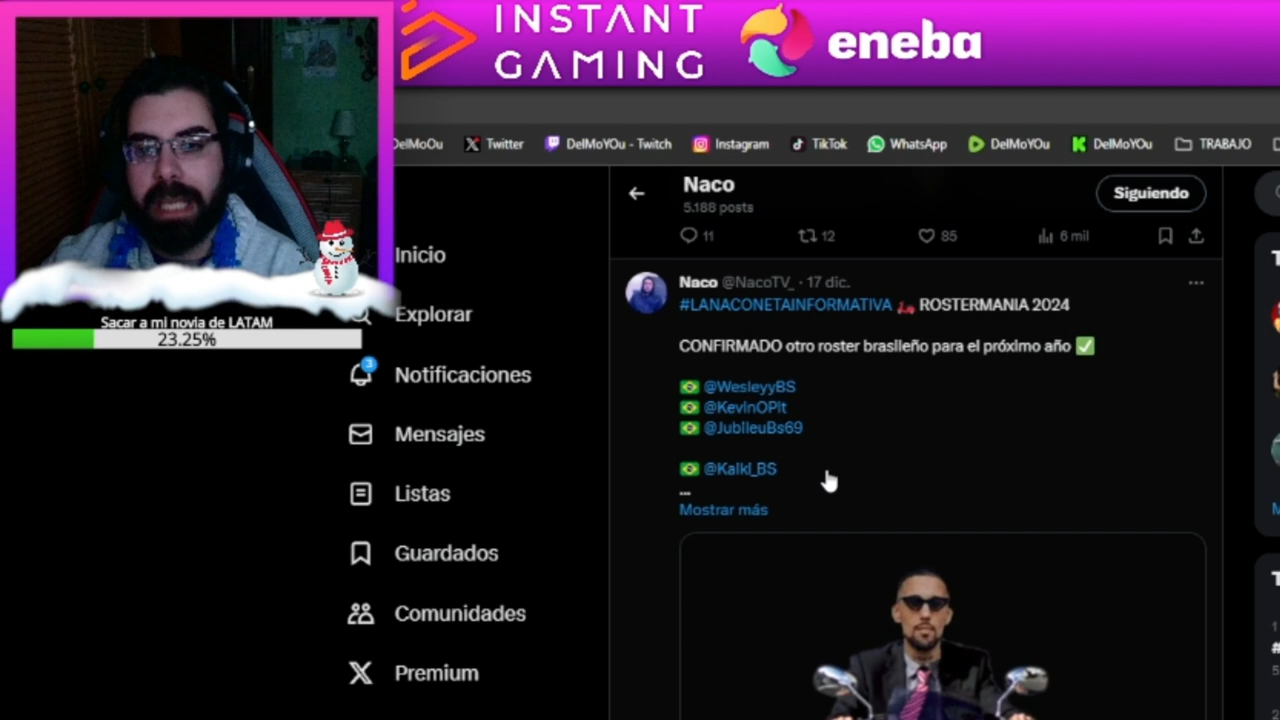 INSTANT
GAMING
eneba
DelMoOu
Twitter
DelMoYOu - Twitch
Instagram
TikTok
WhatsApp
DelMoYOu
DelMoYOu
TRABAJO
Naco
5.188 posts
Siguiendo
11
12
85
6 mil
Sacar a mi novia de LATAM
23.25%
Inicio
Explorar
3
Notificaciones
Mensajes
Listas
Guardados
Comunidades
Premium
Naco @NacoTV_ · 17 dic.
#LANACONETAINFORMATIVA ROSTERMANIA 2024
CONFIRMADO otro roster brasileño para el próximo año
@WesleyyBS
@KevinOPlt
@JubileuBs69
@Kalkl_BS
...
Mostrar más